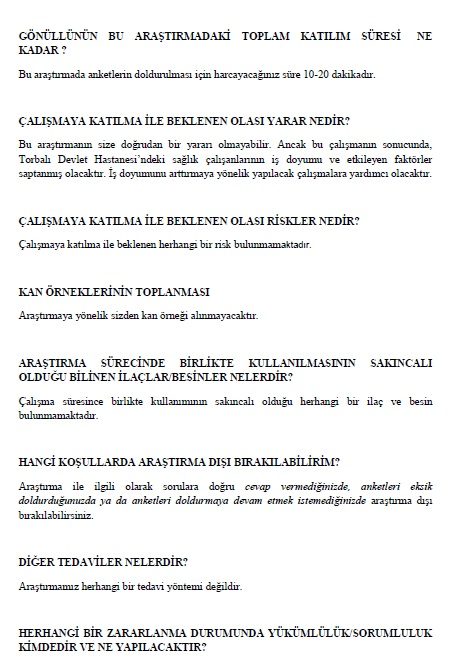 GÖNÜLLÜNÜN BU ARAŞTIRMADAKİ TOPLAM KATILIM SÜRESİ NE
KADAR ?
Bu araştırmada anketlerin doldurulması için harcayacağınız süre 10-20 dakikadır.
ÇALIŞMAYA KATILMA İLE BEKLENEN OLASI YARAR NEDİR?
Bu araştırmanın size doğrudan bir yararı olmayabilir. Ancak bu çalışmanın sonucunda,
Torbalı Devlet Hastanesi’ndeki sağlık çalışanlarının iş doyumu ve etkileyen faktörler
saptanmış olacaktır. İş doyumunu arttırmaya yönelik yapılacak çalışmalara yardımcı olacaktır.
ÇALIŞMAYA KATILMA İLE BEKLENEN OLASI RİSKLER NEDİR?
Çalışmaya katılma ile beklenen herhangi bir risk bulunmamaktadır.
KAN ÖRNEKLERİNİN TOPLANMASI
Araştırmaya yönelik sizden kan örneği alınmayacaktır.
ARAŞTIRMA SÜRECİNDE BİRLİKTE KULLANILMASININ SAKINCALI
OLDUĞU BİLİNEN İLAÇLAR/BESİNLER NELERDİR?
Çalışma süresince birlikte kullanımının sakıncalı olduğu herhangi bir ilaç ve besin
bulunmamaktadır.
HANGİ KOŞULLARDA ARAŞTIRMA DIŞI BIRAKILABİLİRİM?
Araştırma ile ilgili olarak sorulara doğru cevap vermediğinizde, anketleri eksik
doldurduğunuzda ya da anketleri doldurmaya devam etmek istemediğinizde araştırma dışı
bırakılabilirsiniz.
DİĞER TEDAVİLER NELERDİR?
Araştırmamız herhangi bir tedavi yöntemi değildir.
HERHANGİ BİR ZARARLANMA DURUMUNDA YÜKÜMLÜLÜK/SORUMLULUK
KİMDEDİR VE NE YAPILACAKTIR?